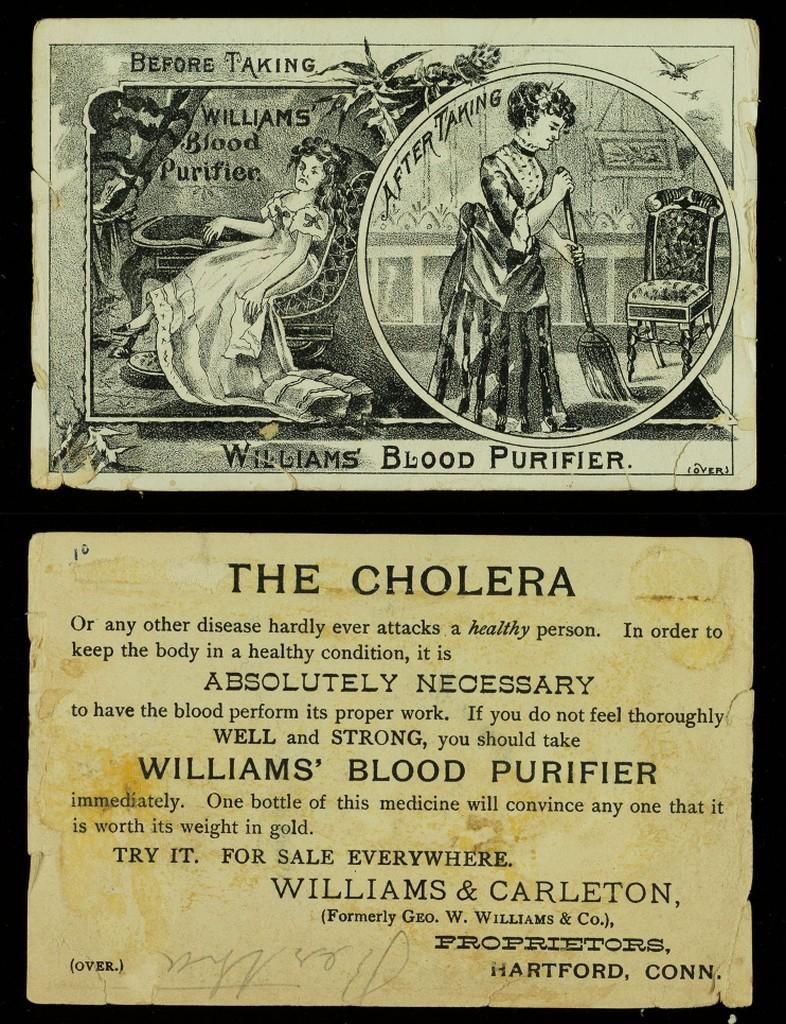 BEFORE TAKING
WILLIAMS'
Blood
Purifier.
AFTER TAKING
WILLIAMS' BLOOD PURIFIER.
(OVER)
10
THE CHOLERA
Or any other disease hardly ever attacks a healthy person. In order to
keep the body in a healthy condition, it is
ABSOLUTELY NECESSARY
to have the blood perform its proper work. If you do not feel thoroughly
WELL and STRONG, you should take
WILLIAMS' BLOOD PURIFIER
immediately. One bottle of this medicine will convince any one that it
is worth its weight in gold.
TRY IT. FOR SALE EVERYWHERE.
WILLIAMS & CARLETON,
(Formerly GEO. W. WILLIAMS & Co.),
PROPRIETORS,
HARTFORD, CONN.
(OVER.)
Bertha